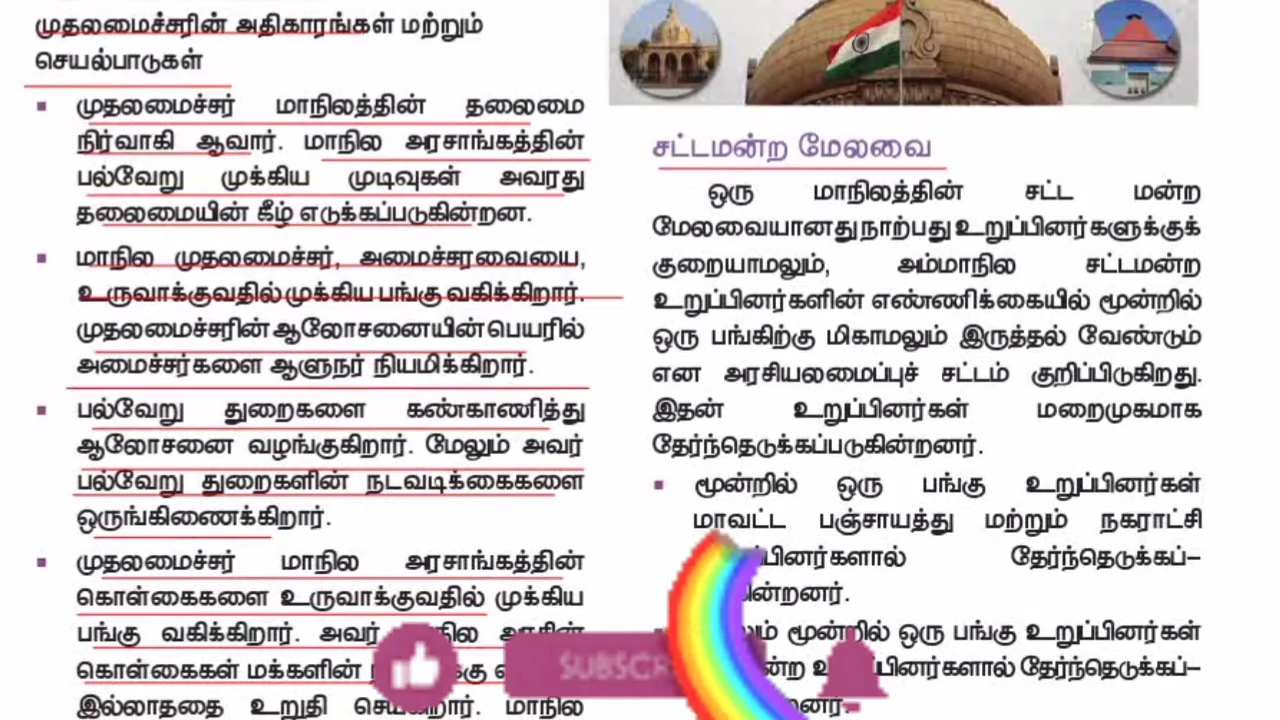 முதலமைச்சரின் அதிகாரங்கள் மற்றும்
செயல்பாடுகள்
▪ முதலமைச்சர் மாநிலத்தின் தலைமை
நிர்வாகி ஆவார். மாநில அரசாங்கத்தின்
பல்வேறு முக்கிய முடிவுகள் அவரது
தலைமையின் கீழ் எடுக்கப்படுகின்றன.
▪ மாநில முதலமைச்சர், அமைச்சரவையை,
உருவாக்குவதில் முக்கிய பங்கு வகிக்கிறார்.
முதலமைச்சரின் ஆலோசனையின் பெயரில்
அமைச்சர்களை ஆளுநர் நியமிக்கிறார்.
▪ பல்வேறு துறைகளை கண்காணித்து
ஆலோசனை வழங்குகிறார். மேலும் அவர்
பல்வேறு துறைகளின் நடவடிக்கைகளை
ஒருங்கிணைக்கிறார்.
▪ முதலமைச்சர் மாநில அரசாங்கத்தின்
கொள்கைகளை உருவாக்குவதில் முக்கிய
பங்கு வகிக்கிறார். அவர்
கொள்கைகள் மக்களின்
இல்லாததை உறுதி மாநில
சட்டமன்ற மேலவை
ஒரு மாநிலத்தின் சட்ட மன்ற
மேலவையானது நாற்பது உறுப்பினர்களுக்குக்
குறையாமலும், அம்மாநில சட்டமன்ற
உறுப்பினர்களின் எண்ணிக்கையில் மூன்றில்
ஒரு பங்கிற்கு மிகாமலும் இருத்தல் வேண்டும்
என அரசியலமைப்புச் சட்டம் குறிப்பிடுகிறது.
இதன் உறுப்பினர்கள் மறைமுகமாக
தேர்ந்தெடுக்கப்படுகின்றனர்.
▪ மூன்றில் ஒரு பங்கு உறுப்பினர்கள்
மாவட்ட பஞ்சாயத்து மற்றும் நகராட்சி
தேர்ந்தெடுக்கப்–
மூன்றில் ஒரு பங்கு உறுப்பினர்கள்
தேர்ந்தெடுக்கப்–